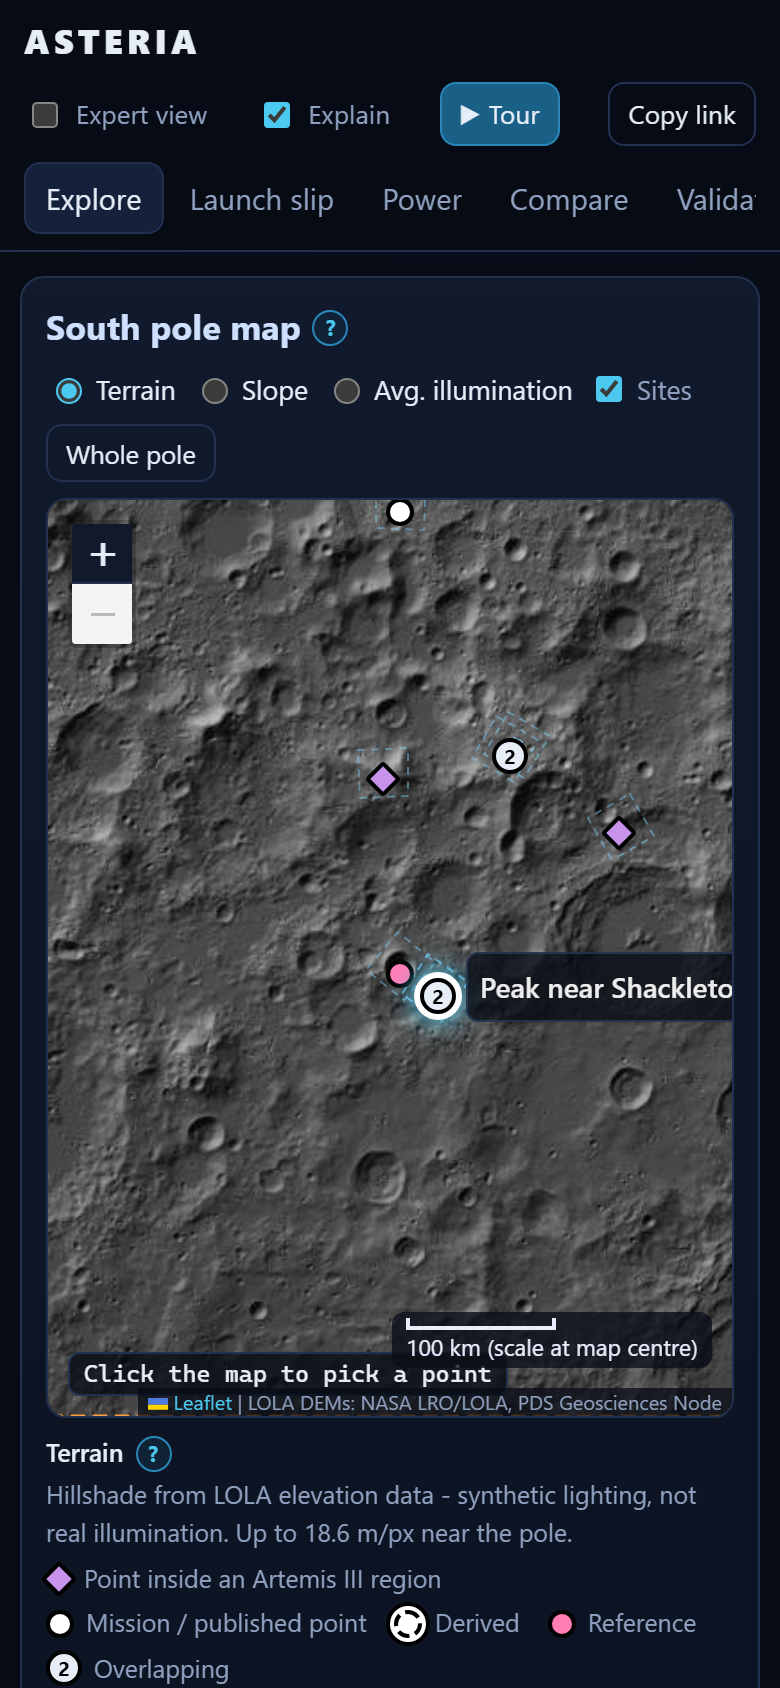 ASTERIA
Expert view Explain ▶ Tour Copy link
Explore Launch slip Power Compare Valida
South pole map ?
Terrain Slope Avg. illumination Sites
Whole pole
+
−
2
2 Peak near Shackleto
100 km (scale at map centre)
Click the map to pick a point
Leaflet | LOLA DEMs: NASA LRO/LOLA, PDS Geosciences Node
Terrain ?
Hillshade from LOLA elevation data - synthetic lighting, not
real illumination. Up to 18.6 m/px near the pole.
Point inside an Artemis III region
Mission / published point Derived Reference
2 Overlapping